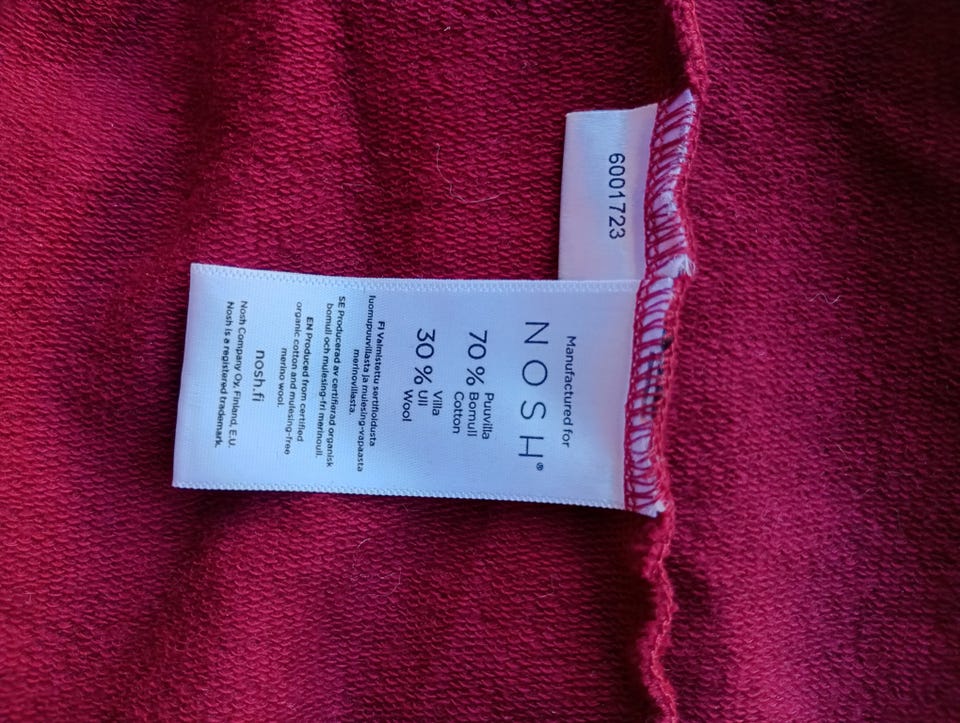 6001723
Manufactured for
NOSH®
70 % Puuvilla
Bomull
Cotton
30 % Villa
Ull
Wool
FI Valmistettu sertifioidusta
luomupuuvillasta ja mulesing-vapaasta
merinovillasta.
SE Producerad av certifierad organisk
bomull och mulesing-fri merinoull.
EN Produced from certified
organic cotton and mulesing-free
merino wool.
nosh.fi
Nosh Company Oy, Finland, E.U.
Nosh is a registered trademark.